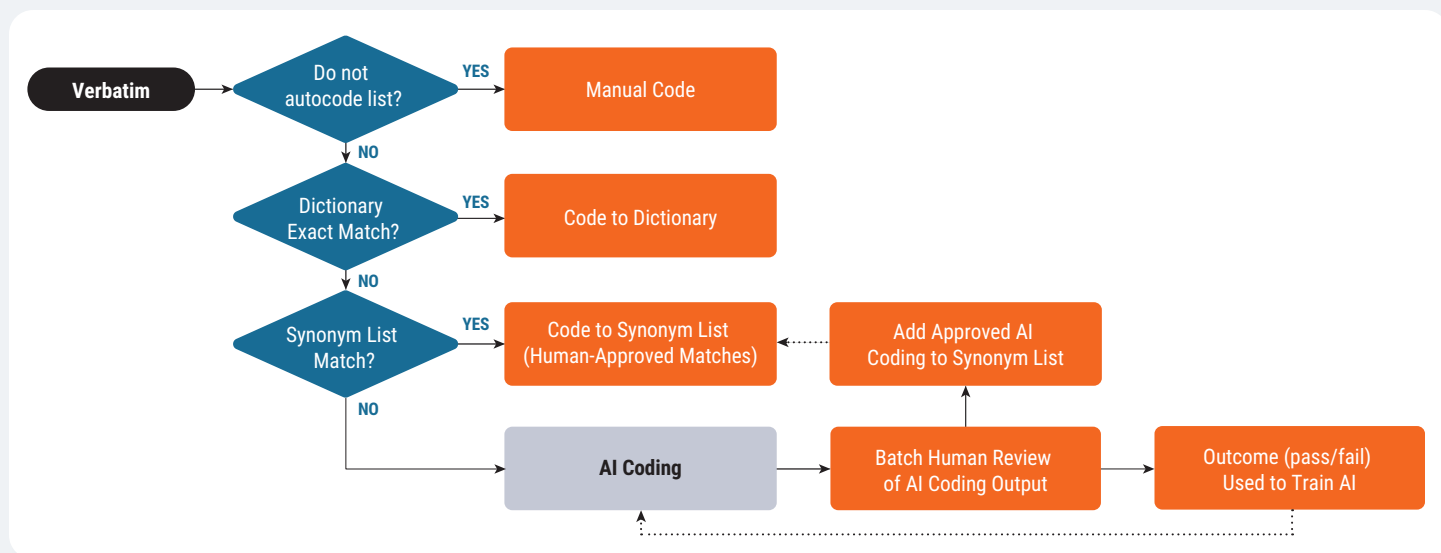 Verbatim
Do not
autocode list?
YES
Manual Code
NO
Dictionary
Exact Match?
YES
Code to Dictionary
NO
Synonym List
Match?
YES
Code to Synonym List
(Human-Approved Matches)
Add Approved AI
Coding to Synonym List
NO
AI Coding
Batch Human Review
of AI Coding Output
Outcome (pass/fail)
Used to Train AI